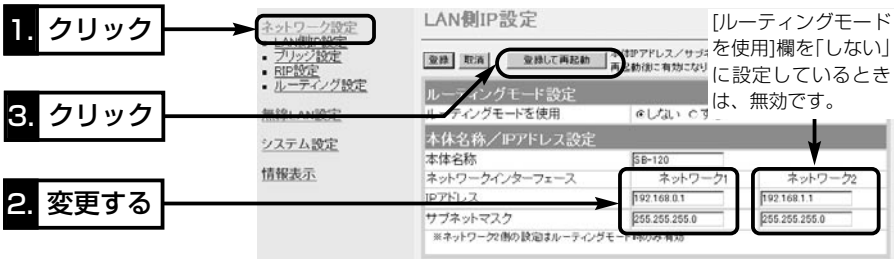 1. クリック
3. クリック
2. 変更する
ネットワーク設定
LAN側IP設定
ブリッジ設定
RIP設定
ルーティング設定
無線LAN設定
システム設定
情報表示
LAN側IP設定
登録 取消 登録して再起動
[ルーティングモード
を使用]欄を「しない」
に設定しているとき
は、無効です。
ルーティングモード設定
ルーティングモードを使用 しない
本体名称/IPアドレス設定
本体名称 SB-120
ネットワークインターフェース ネットワーク1 ネットワーク2
IPアドレス 192.168.0.1 192.168.1.1
サブネットマスク 255.255.255.0 255.255.255.0
※ネットワーク2側の設定はルーティングモード時のみ有効